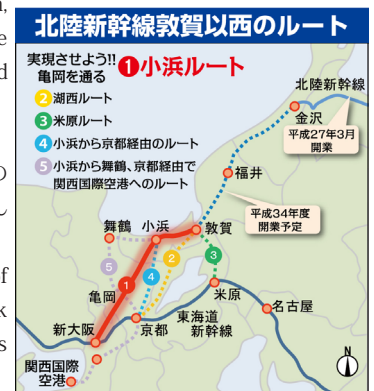 北陸新幹線敦賀以西のルート
実現させよう!!
亀岡を通る
❶小浜ルート
2 湖西ルート
3 米原ルート
4 小浜から京都経由のルート
5 小浜から舞鶴、京都経由で
関西国際空港へのルート
北陸新幹線
金沢
平成27年3月
開業
福井
平成34年度
開業予定
舞鶴
小浜
敦賀
2
3
5
4
1
亀岡
米原
名古屋
新大阪
京都
東海道
新幹線
関西国際
空港
N
of